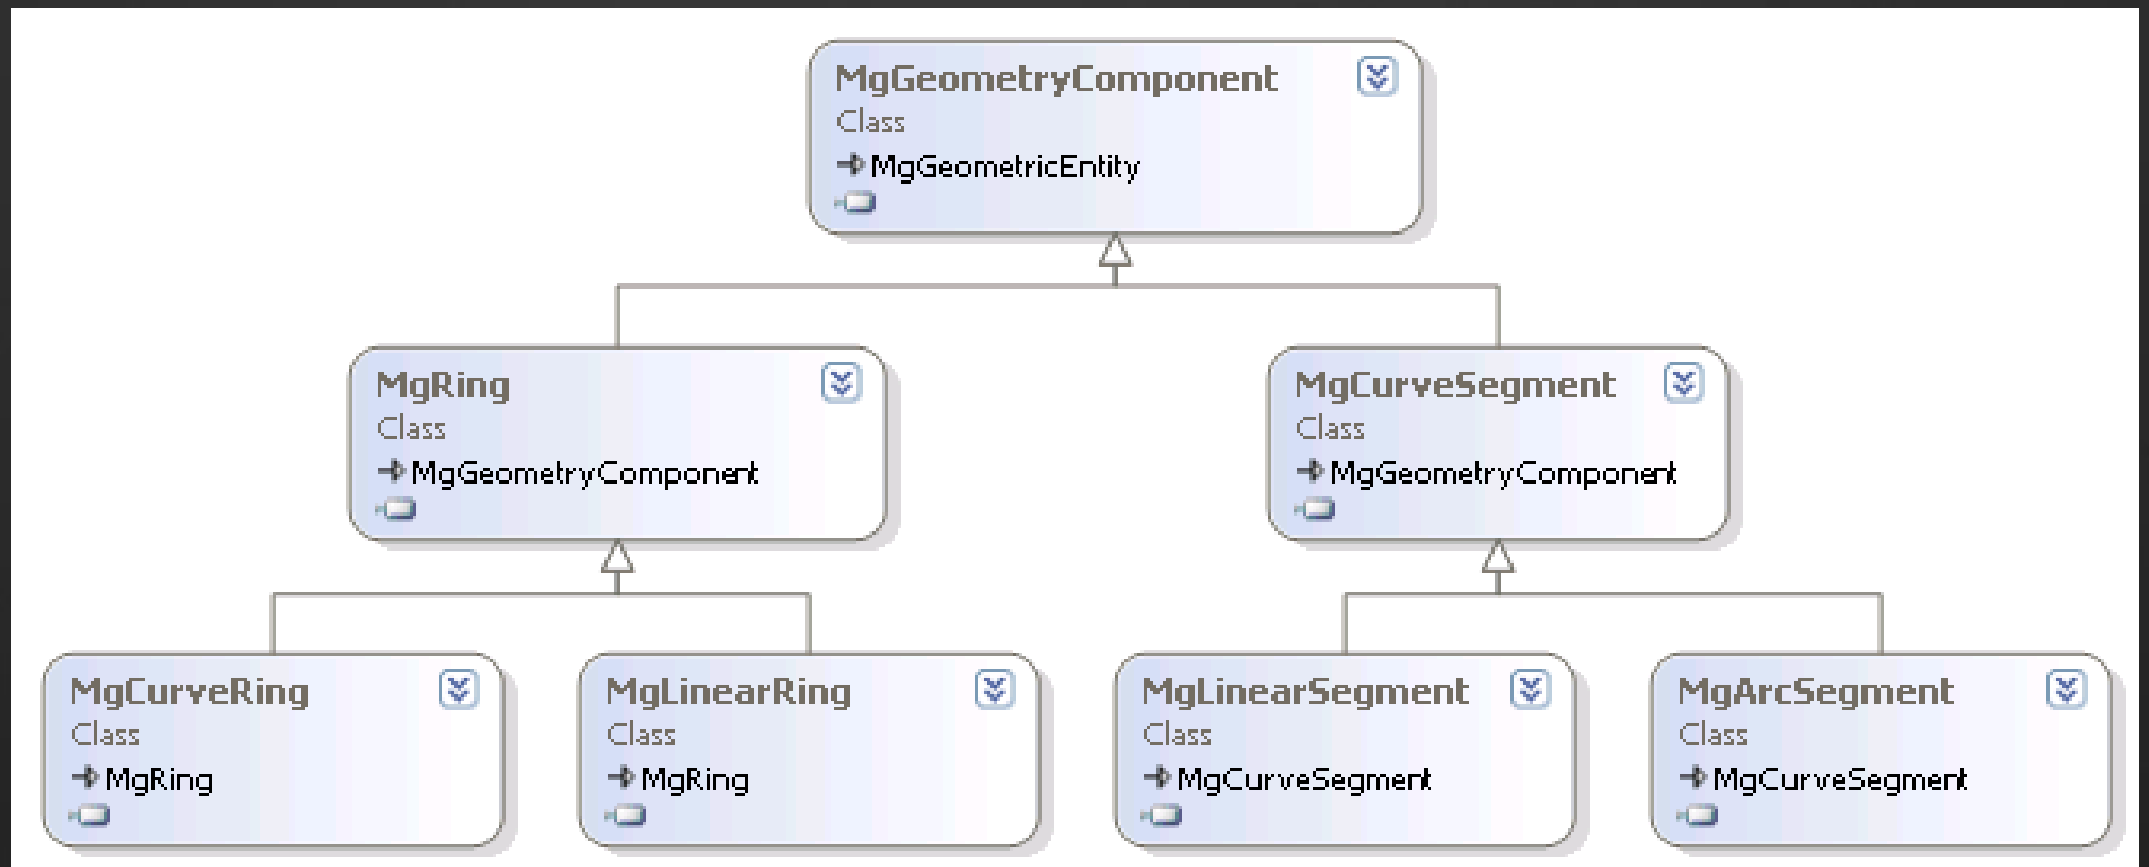 MgGeometryComponent
Class
MgGeometricEntity
MgRing
Class
MgGeometryComponent
MgCurveSegment
Class
MgGeometryComponent
MgCurveRing
Class
MgRing
MgLinearRing
Class
MgRing
MgLinearSegment
Class
MgCurveSegment
MgArcSegment
Class
MgCurveSegment